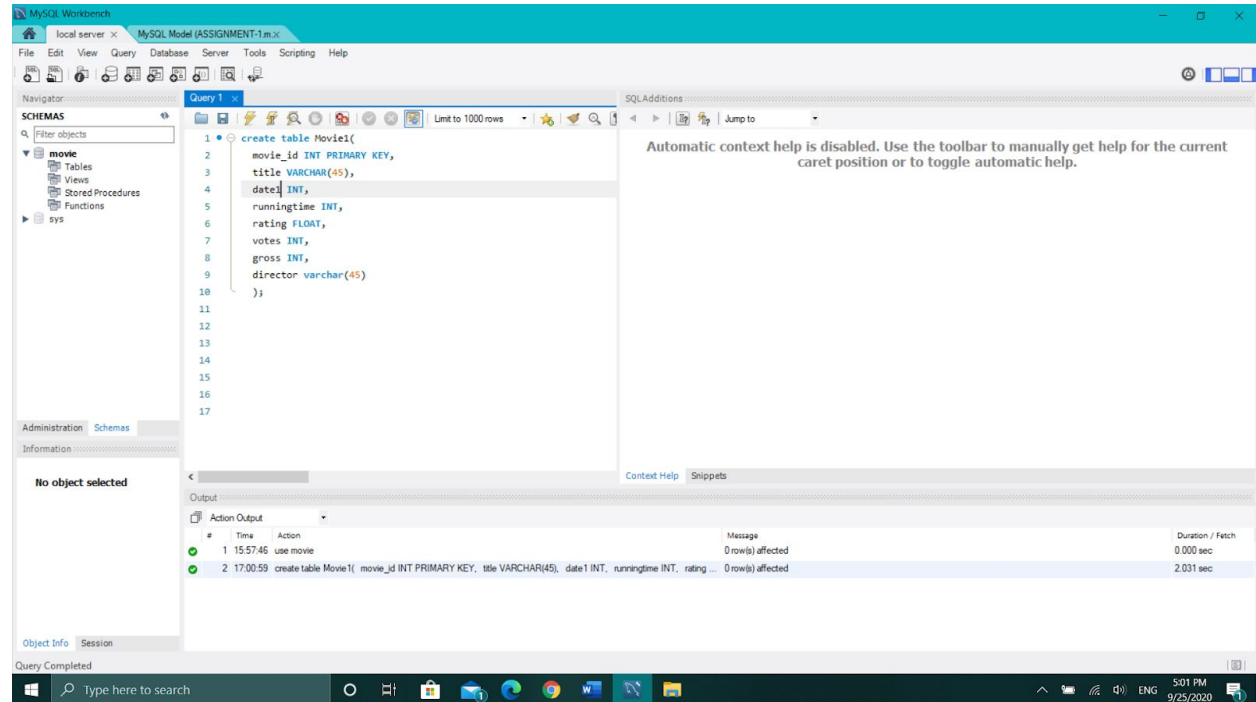 MySQL Workbench
local server × MySQL Model (ASSIGNMENT-1.m ×
File Edit View Query Database Server Tools Scripting Help
Navigator
SCHEMAS
Filter objects
movie
Tables
Views
Stored Procedures
Functions
sys
Administration Schemas
Information
No object selected
Object Info Session
Query 1 ×
Limit to 1000 rows
1 create table Movie1(
2 movie_id INT PRIMARY KEY,
3 title VARCHAR(45),
4 date1 INT,
5 runningtime INT,
6 rating FLOAT,
7 votes INT,
8 gross INT,
9 director varchar(45)
10 );
11
12
13
14
15
16
17
SQLAdditions
Jump to
Automatic context help is disabled. Use the toolbar to manually get help for the current
caret position or to toggle automatic help.
Context Help Snippets
Output
Action Output
# Time Action Message Duration / Fetch
1 15:57:46 use movie 0 row(s) affected 0.000 sec
2 17:00:59 create table Movie1( movie_id INT PRIMARY KEY, title VARCHAR(45), date1 INT, runningtime INT, rating ... 0 row(s) affected 2.031 sec
Query Completed
Type here to search
ENG
5:01 PM
9/25/2020